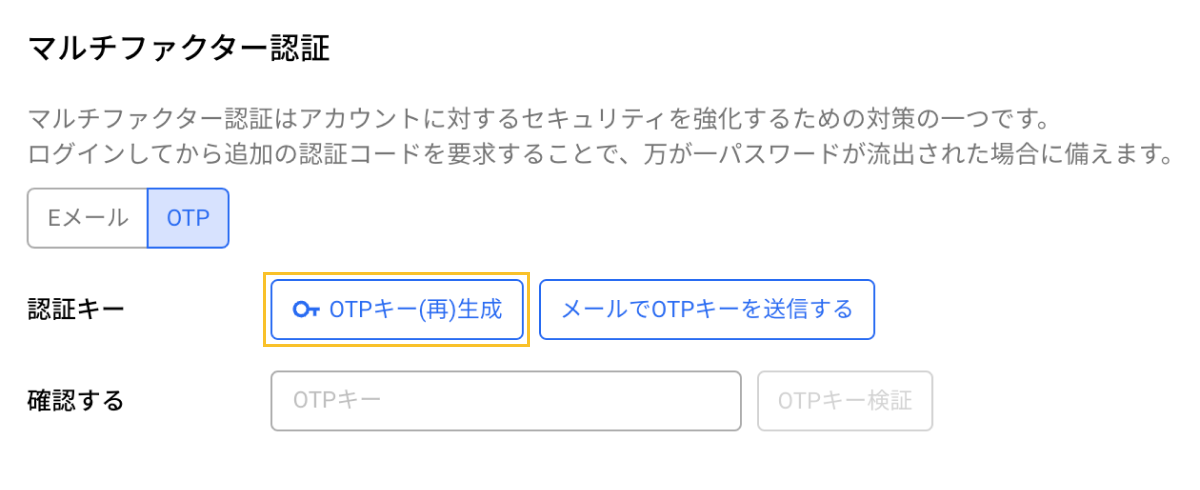 マルチファクター認証
マルチファクター認証はアカウントに対するセキュリティを強化するための対策の一つです。
ログインしてから追加の認証コードを要求することで、万が一パスワードが流出された場合に備えます。
Eメール OTP
認証キー OTPキー(再)生成 メールでOTPキーを送信する
確認する OTPキー OTPキー検証